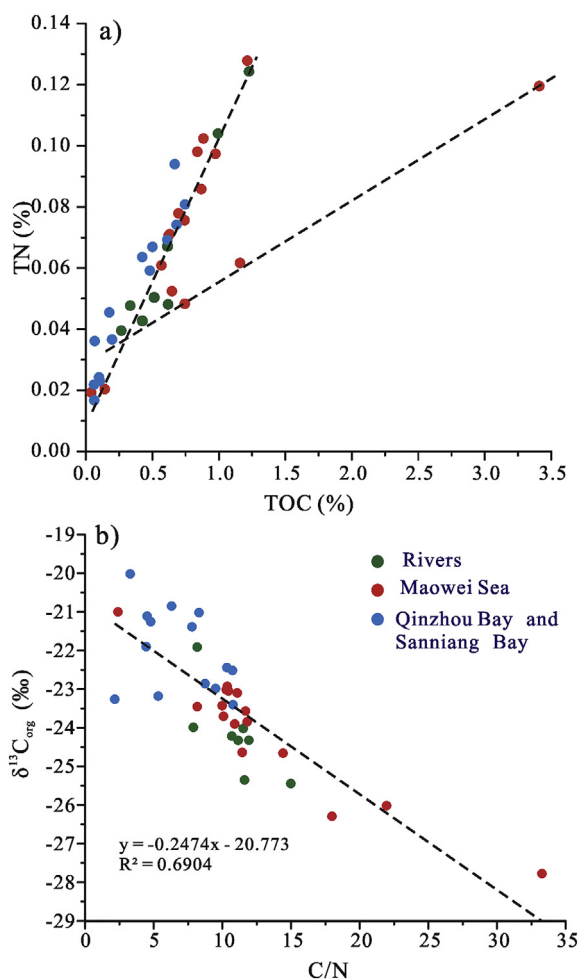 a)
0.14
0.12
0.10
0.08
0.06
0.04
0.02
0.00
TN (%)
0.0 0.5 1.0 1.5 2.0 2.5 3.0 3.5
TOC (%)
b)
-19
-20
-21
-22
-23
-24
-25
-26
-27
-28
-29
δ¹³Corg (‰)
Rivers
Maowei Sea
Qinzhou Bay and
Sanniang Bay
y = -0.2474x - 20.773
R² = 0.6904
0 5 10 15 20 25 30 35
C/N